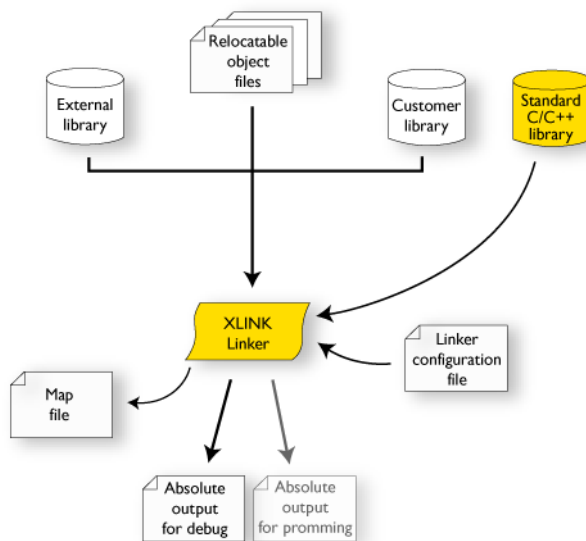 Relocatable
object
files
External
library
Customer
library
Standard
C/C++
library
XLINK
Linker
Linker
configuration
file
Map
file
Absolute
output
for debug
Absolute
output
for promming